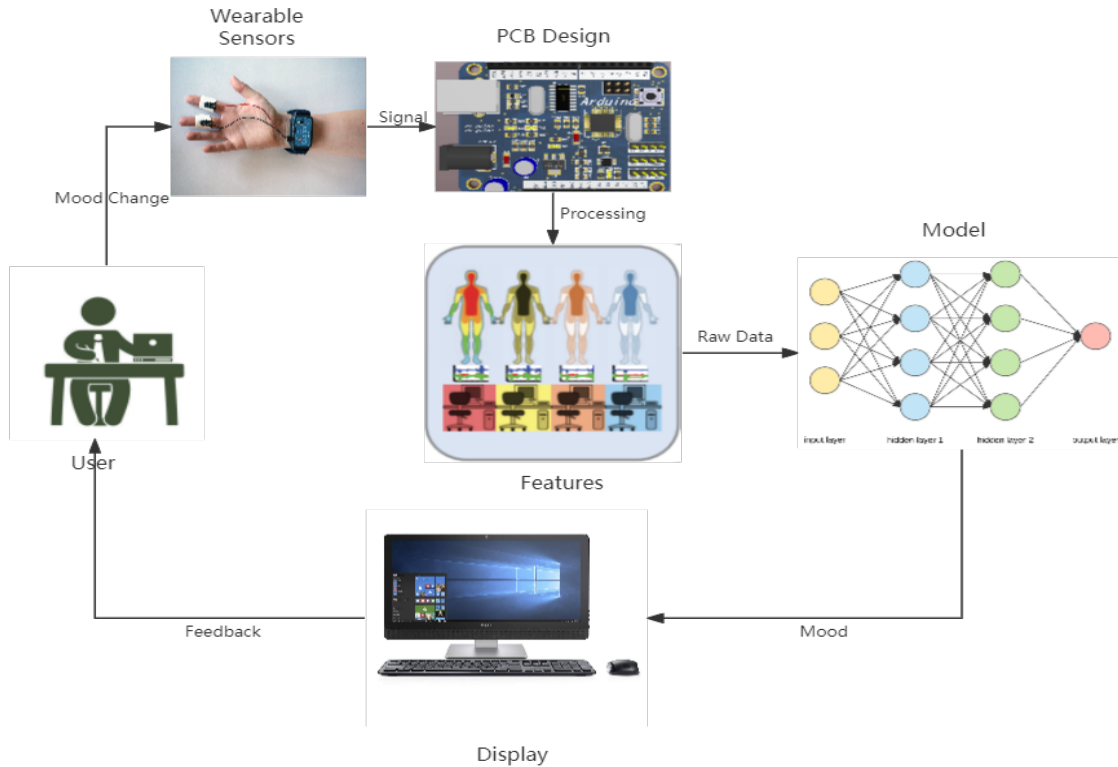 Wearable
Sensors
PCB Design
Signal
Arduino
Mood Change
Processing
Model
Raw Data
input layer
hidden layer 1
hidden layer 2
output layer
User
Features
Feedback
Mood
Display